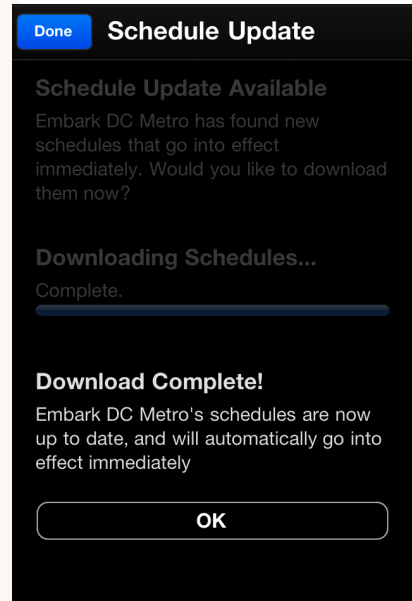 Done
Schedule Update
Schedule Update Available
Embark DC Metro has found new
schedules that go into effect
immediately. Would you like to download
them now?
Downloading Schedules...
Complete.
Download Complete!
Embark DC Metro's schedules are now
up to date, and will automatically go into
effect immediately
OK